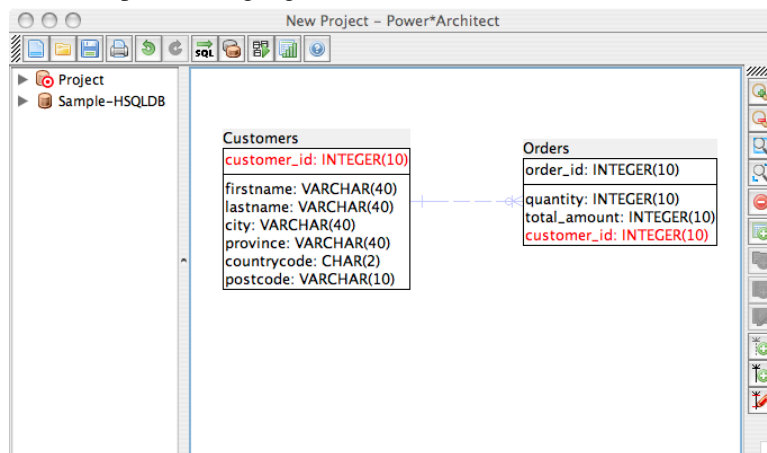 New Project – Power*Architect
SQL
Project
Sample-HSQLDB
Customers
customer_id: INTEGER(10)
firstname: VARCHAR(40)
lastname: VARCHAR(40)
city: VARCHAR(40)
province: VARCHAR(40)
countrycode: CHAR(2)
postcode: VARCHAR(10)
Orders
order_id: INTEGER(10)
quantity: INTEGER(10)
total_amount: INTEGER(10)
customer_id: INTEGER(10)